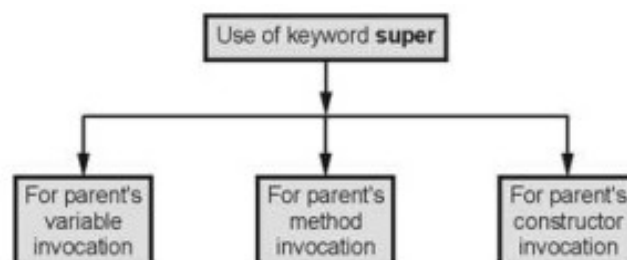 Use of keyword super
For parent's
variable
invocation
For parent's
method
invocation
For parent's
constructor
invocation